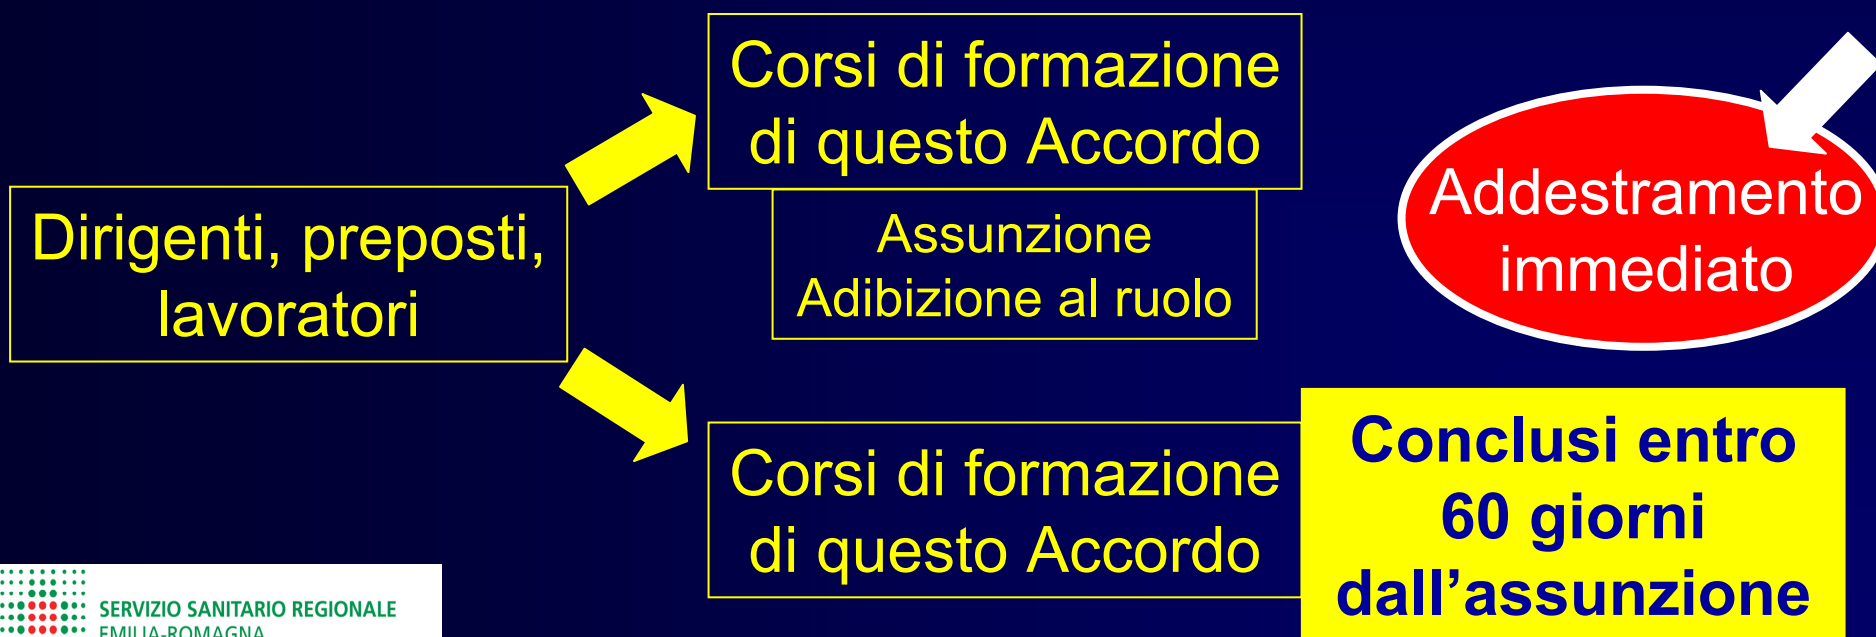 Corsi di formazione
di questo Accordo
Dirigenti, preposti,
lavoratori
Assunzione
Adibizione al ruolo
Addestramento
immediato
Corsi di formazione
di questo Accordo
Conclusi entro
60 giorni
dall’assunzione
SERVIZIO SANITARIO REGIONALE
EMILIA-ROMAGNA